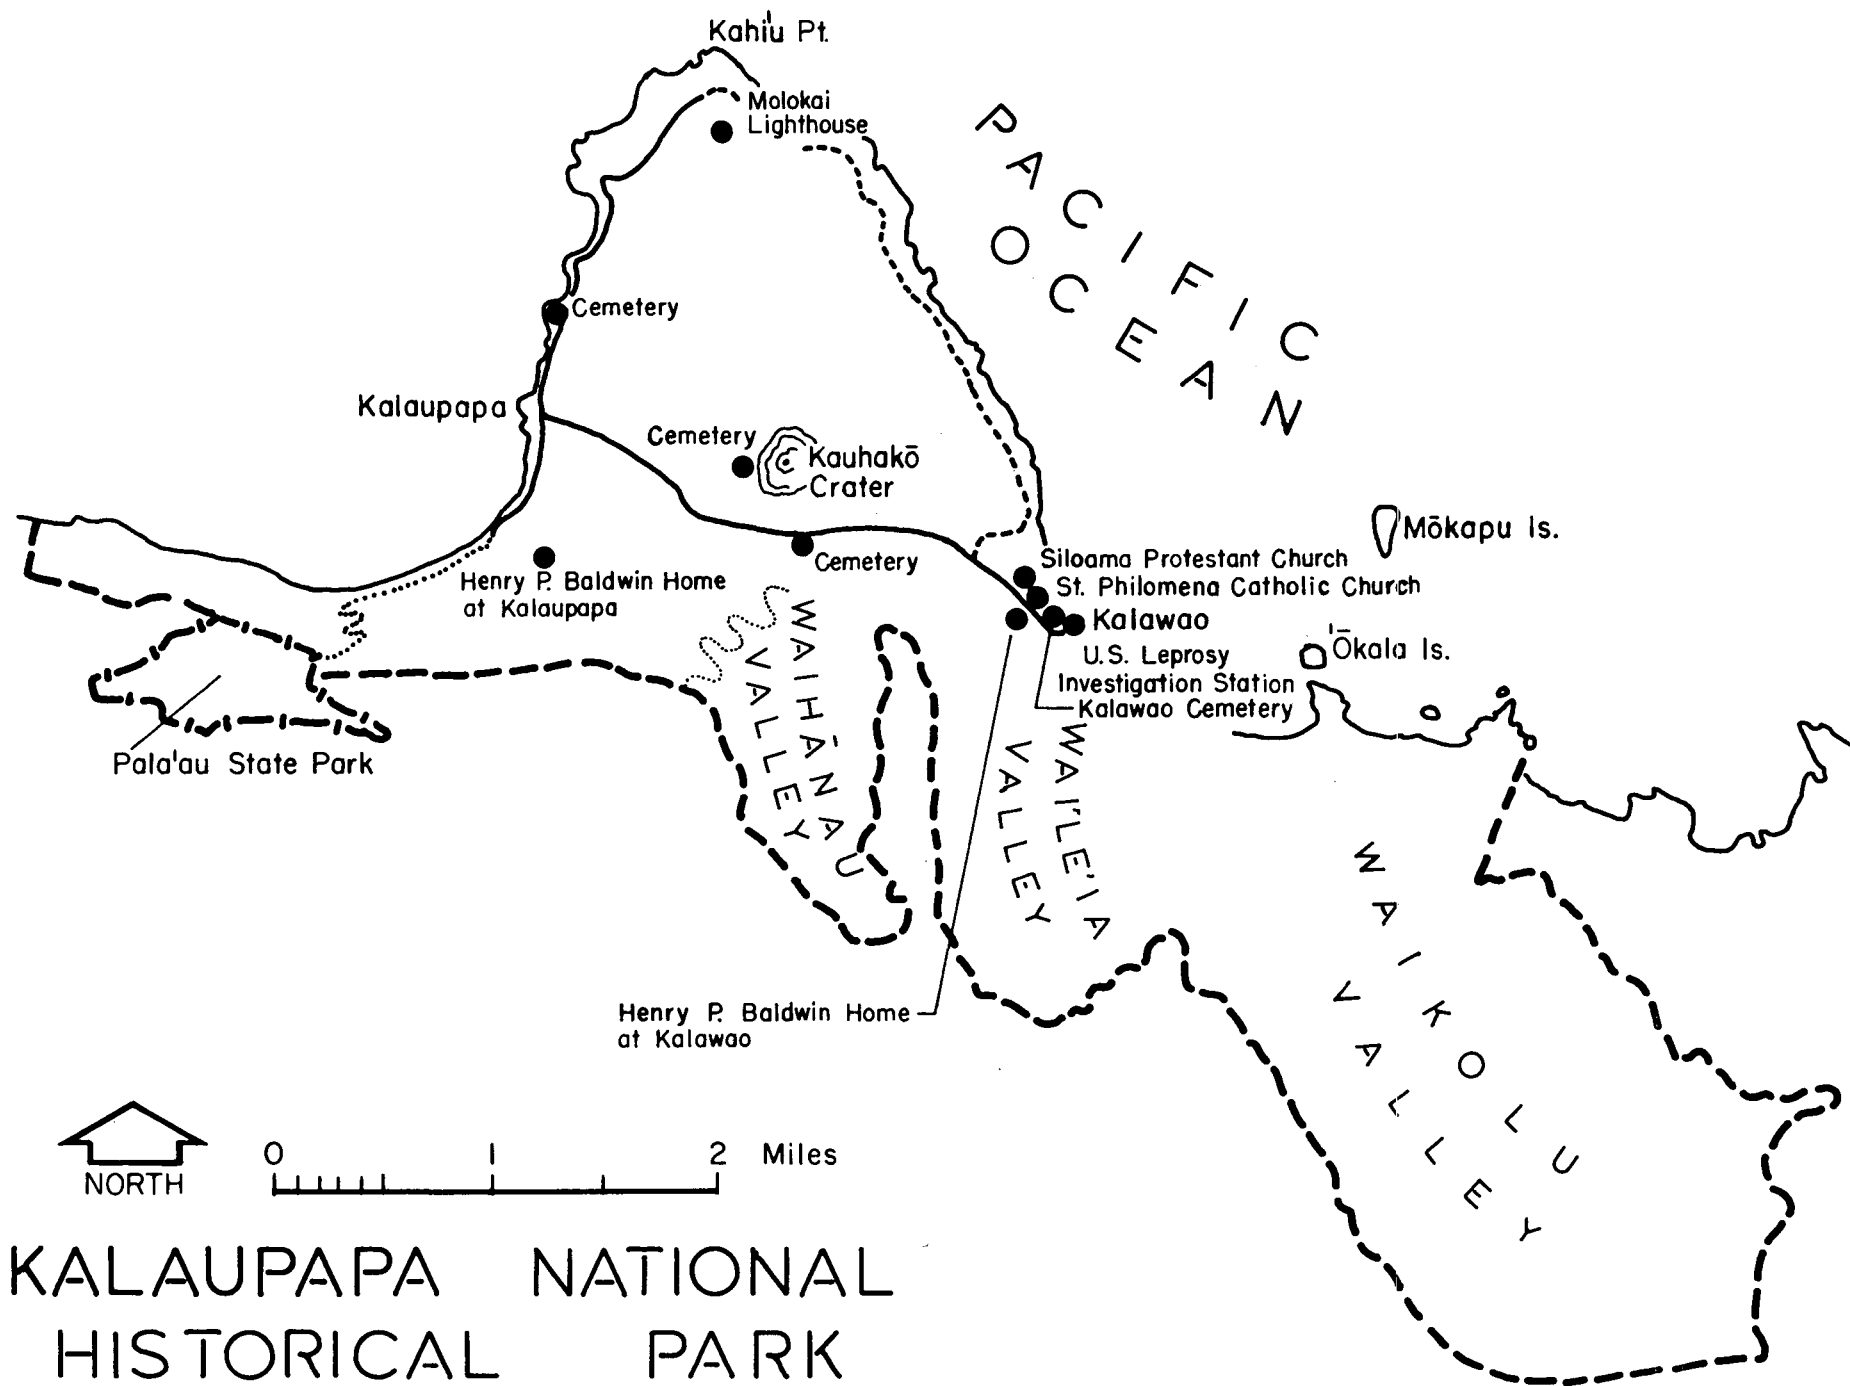 Kahi'u Pt.
Molokai
Lighthouse
PACIFIC
OCEAN
Cemetery
Kalaupapa
Cemetery
Kauhakō
Crater
Mōkapu Is.
Siloama Protestant Church
Cemetery
St. Philomena Catholic Church
Henry P. Baldwin Home
at Kalaupapa
Kalawao
'Ōkala Is.
U.S. Leprosy
Investigation Station
Kalawao Cemetery
WAIHĀNAU
VALLEY
Pala'au State Park
WAI'LE'IA
VALLEY
WAIKOLU
VALLEY
Henry P. Baldwin Home
at Kalawao
NORTH
0 1 2 Miles
KALAUPAPA NATIONAL
HISTORICAL PARK